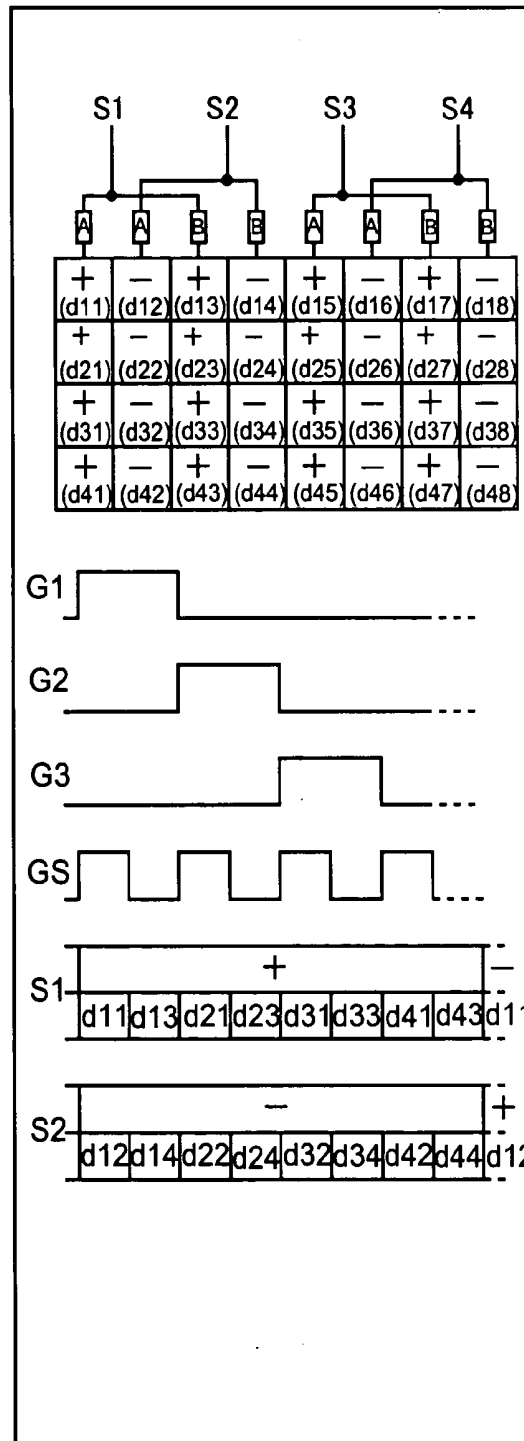 S1 S2 S3 S4
A A B B A A B B
+ − + − + − + −
(d11) (d12) (d13) (d14) (d15) (d16) (d17) (d18)
+ − + − + − + −
(d21) (d22) (d23) (d24) (d25) (d26) (d27) (d28)
+ − + − + − + −
(d31) (d32) (d33) (d34) (d35) (d36) (d37) (d38)
+ − + − + − + −
(d41) (d42) (d43) (d44) (d45) (d46) (d47) (d48)
G1
G2
G3
GS
+ −
S1
d11 d13 d21 d23 d31 d33 d41 d43 d11
− +
S2
d12 d14 d22 d24 d32 d34 d42 d44 d12